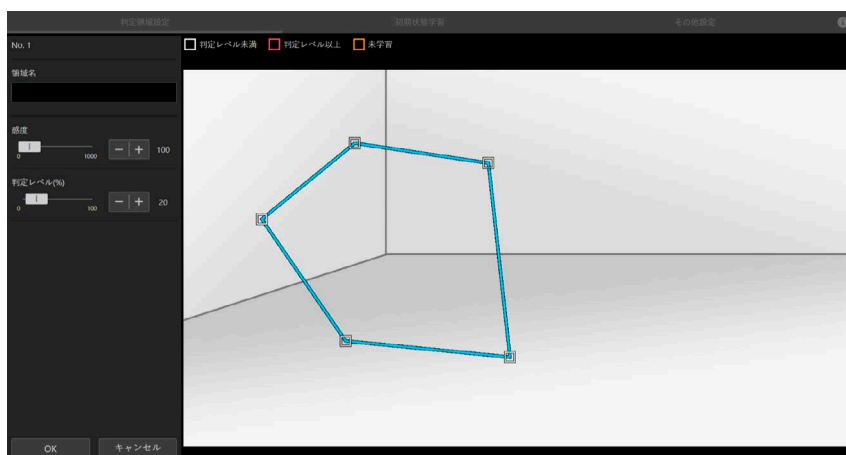 判定領域設定
初期状態学習
その他設定
No. 1
判定レベル未満
判定レベル以上
未学習
領域名
感度
0
1000
100
判定レベル(%)
0
100
20
OK
キャンセル